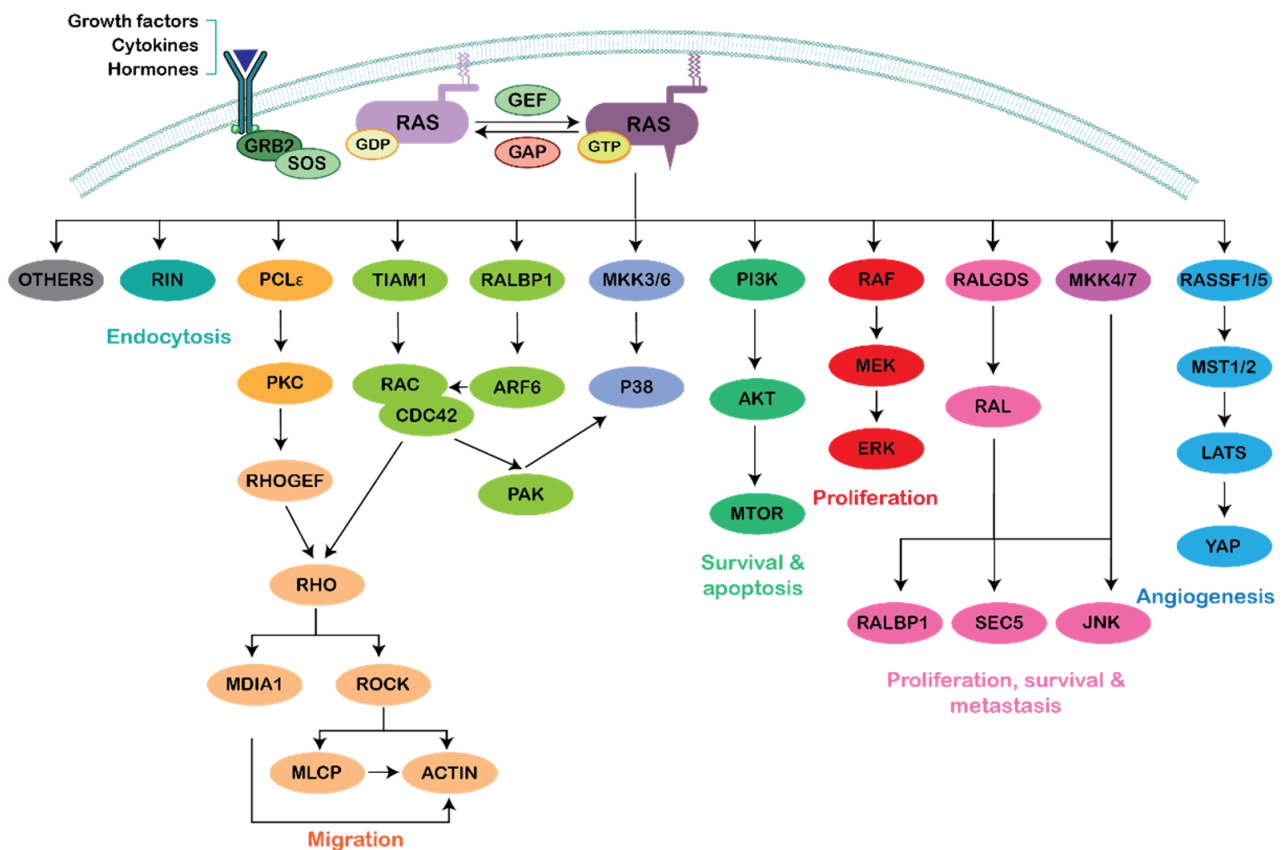 Growth factors
Cytokines
Hormones
GRB2
SOS
RAS
GDP
GEF
GAP
RAS
GTP
OTHERS
RIN
PCLε
TIAM1
RALBP1
MKK3/6
PI3K
RAF
RALGDS
MKK4/7
RASSF1/5
Endocytosis
PKC
RAC
CDC42
ARF6
P38
AKT
MEK
RAL
MST1/2
RHOGEF
PAK
MTOR
ERK
LATS
Proliferation
YAP
Survival &
apoptosis
Angiogenesis
RHO
RALBP1
SEC5
JNK
Proliferation, survival &
metastasis
MDIA1
ROCK
MLCP
ACTIN
Migration